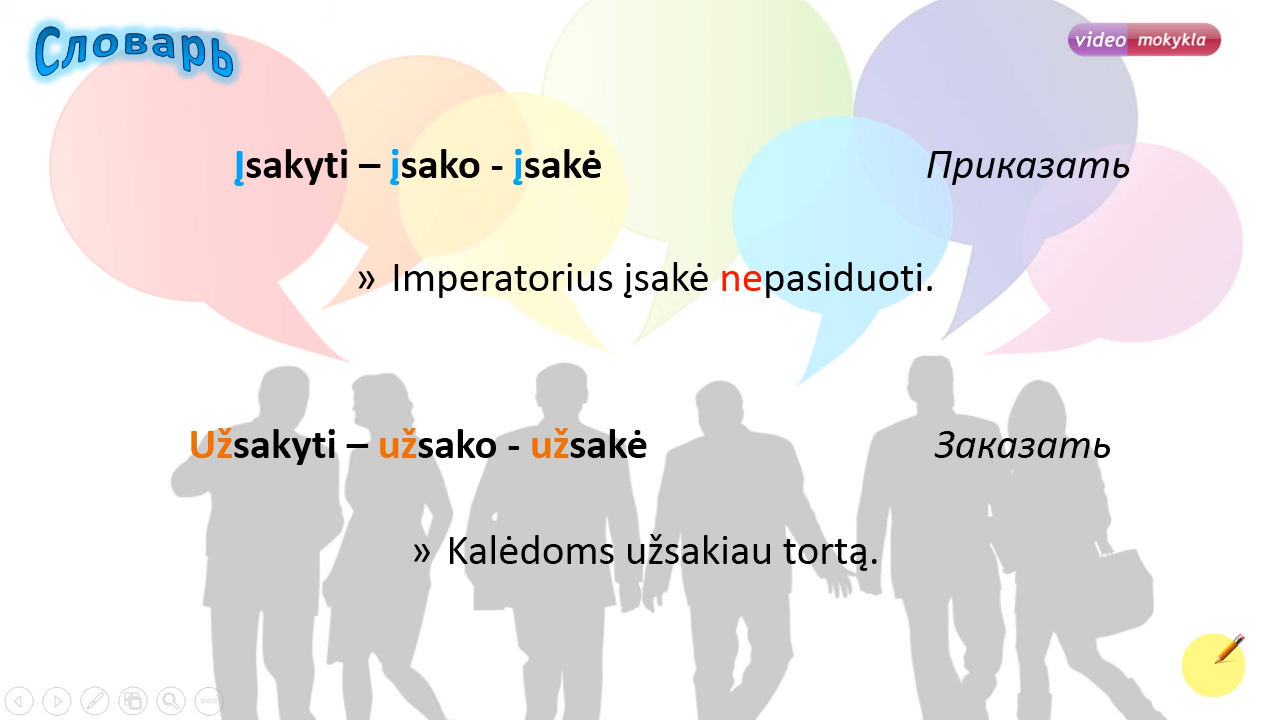 Словарь
video mokykla
Įsakyti – įsako - įsakė Приказать
» Imperatorius įsakė nepasiduoti.
Užsakyti – užsako - užsakė Заказать
» Kalėdoms užsakiau tortą.